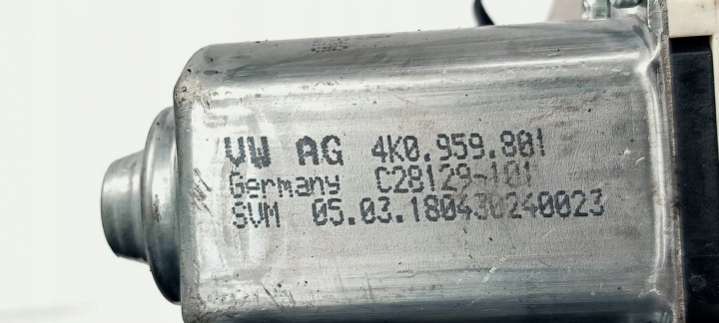 VW AG 4K0.959.801
Germany C28129-101
SVM 05.03.180430240023